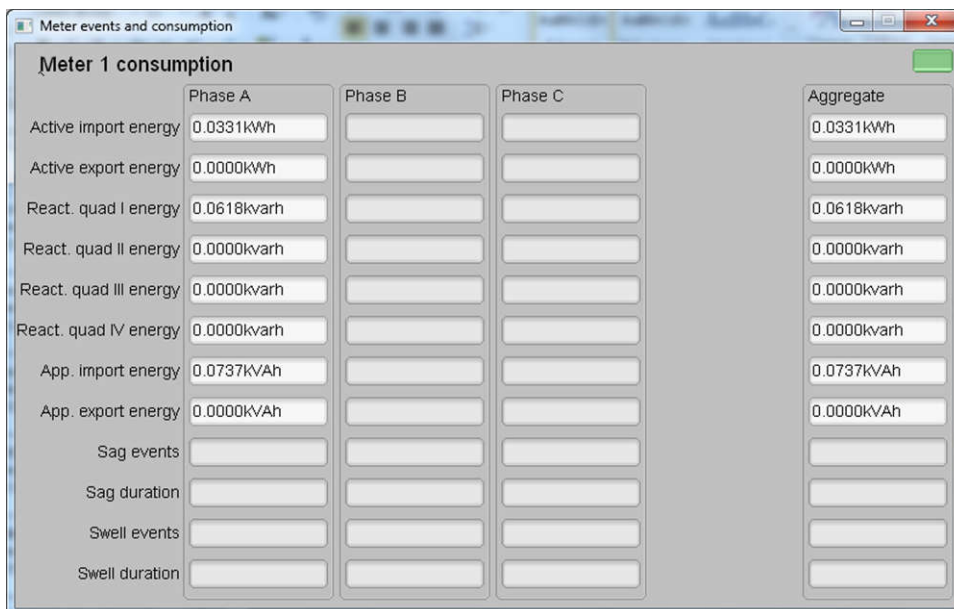 Meter events and consumption
Meter 1 consumption
Phase A Phase B Phase C Aggregate
Active import energy 0.0331kWh 0.0331kWh
Active export energy 0.0000kWh 0.0000kWh
React. quad I energy 0.0618kvarh 0.0618kvarh
React. quad II energy 0.0000kvarh 0.0000kvarh
React. quad III energy 0.0000kvarh 0.0000kvarh
React. quad IV energy 0.0000kvarh 0.0000kvarh
App. import energy 0.0737kVAh 0.0737kVAh
App. export energy 0.0000kVAh 0.0000kVAh
Sag events
Sag duration
Swell events
Swell duration